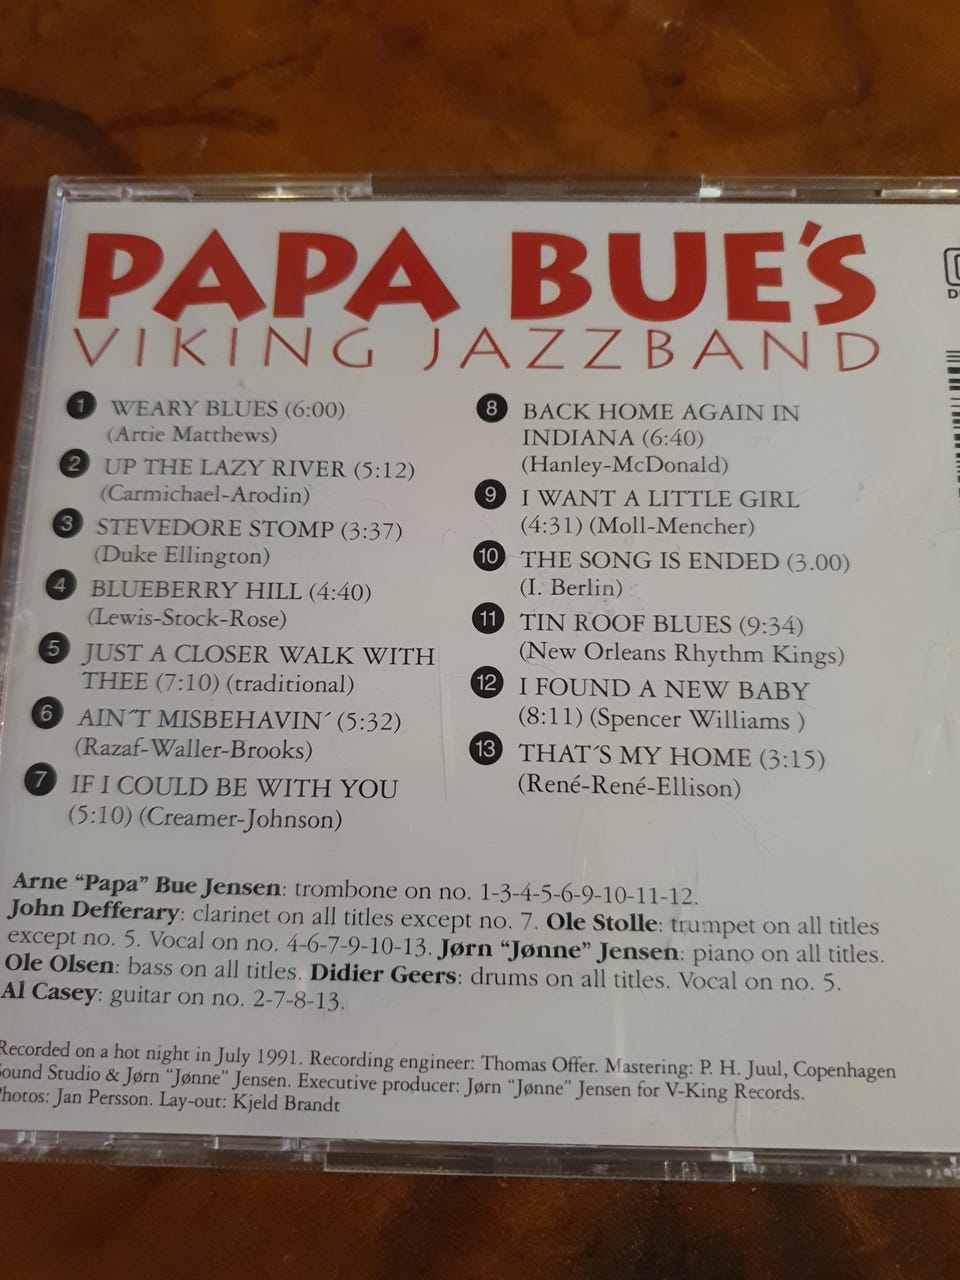 PAPA BUE'S
VIKING JAZZBAND
1 WEARY BLUES (6:00)
(Artie Matthews)
2 UP THE LAZY RIVER (5:12)
(Carmichael-Arodin)
3 STEVEDORE STOMP (3:37)
(Duke Ellington)
4 BLUEBERRY HILL (4:40)
(Lewis-Stock-Rose)
5 JUST A CLOSER WALK WITH
THEE (7:10) (traditional)
6 AIN´T MISBEHAVIN´ (5:32)
(Razaf-Waller-Brooks)
7 IF I COULD BE WITH YOU
(5:10) (Creamer-Johnson)
8 BACK HOME AGAIN IN
INDIANA (6:40)
(Hanley-McDonald)
9 I WANT A LITTLE GIRL
(4:31) (Moll-Mencher)
10 THE SONG IS ENDED (3.00)
(I. Berlin)
11 TIN ROOF BLUES (9:34)
(New Orleans Rhythm Kings)
12 I FOUND A NEW BABY
(8:11) (Spencer Williams )
13 THAT´S MY HOME (3:15)
(René-René-Ellison)
Arne “Papa” Bue Jensen: trombone on no. 1-3-4-5-6-9-10-11-12.
John Defferary: clarinet on all titles except no. 7. Ole Stolle: trumpet on all titles
except no. 5. Vocal on no. 4-6-7-9-10-13. Jørn “Jønne” Jensen: piano on all titles.
Ole Olsen: bass on all titles. Didier Geers: drums on all titles. Vocal on no. 5.
Al Casey: guitar on no. 2-7-8-13.
Recorded on a hot night in July 1991. Recording engineer: Thomas Offer. Mastering: P. H. Juul, Copenhagen
Sound Studio & Jørn “Jønne” Jensen. Executive producer: Jørn “Jønne” Jensen for V-King Records.
Photos: Jan Persson. Lay-out: Kjeld Brandt